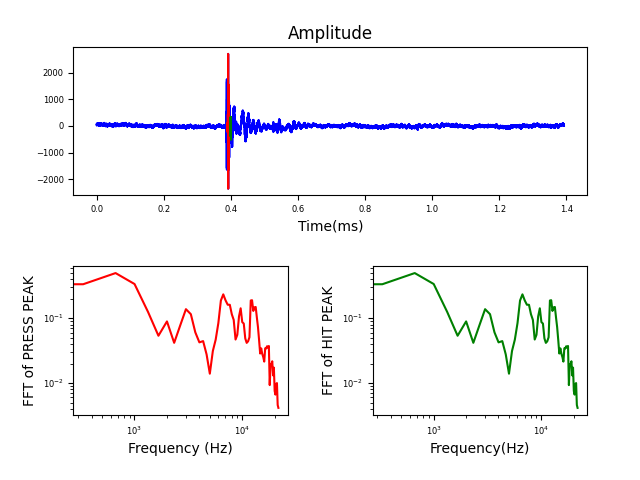 Amplitude
2000
1000
0
−1000
−2000
0.0 0.2 0.4 0.6 0.8 1.0 1.2 1.4
Time(ms)
FFT of PRESS PEAK
10⁻¹
10⁻²
10³ 10⁴
Frequency (Hz)
FFT of HIT PEAK
10⁻¹
10⁻²
10³ 10⁴
Frequency(Hz)